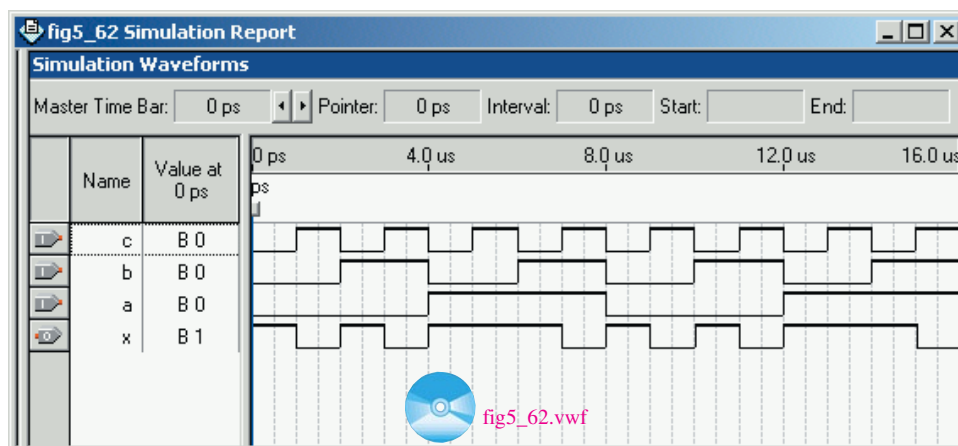 fig5_62 Simulation Report
Simulation Waveforms
Master Time Bar: 0 ps Pointer: 0 ps Interval: 0 ps Start: End:
Name Value at 0 ps
0 ps 4.0 us 8.0 us 12.0 us 16.0 us
ps
c B 0
b B 0
a B 0
x B 1
fig5_62.vwf